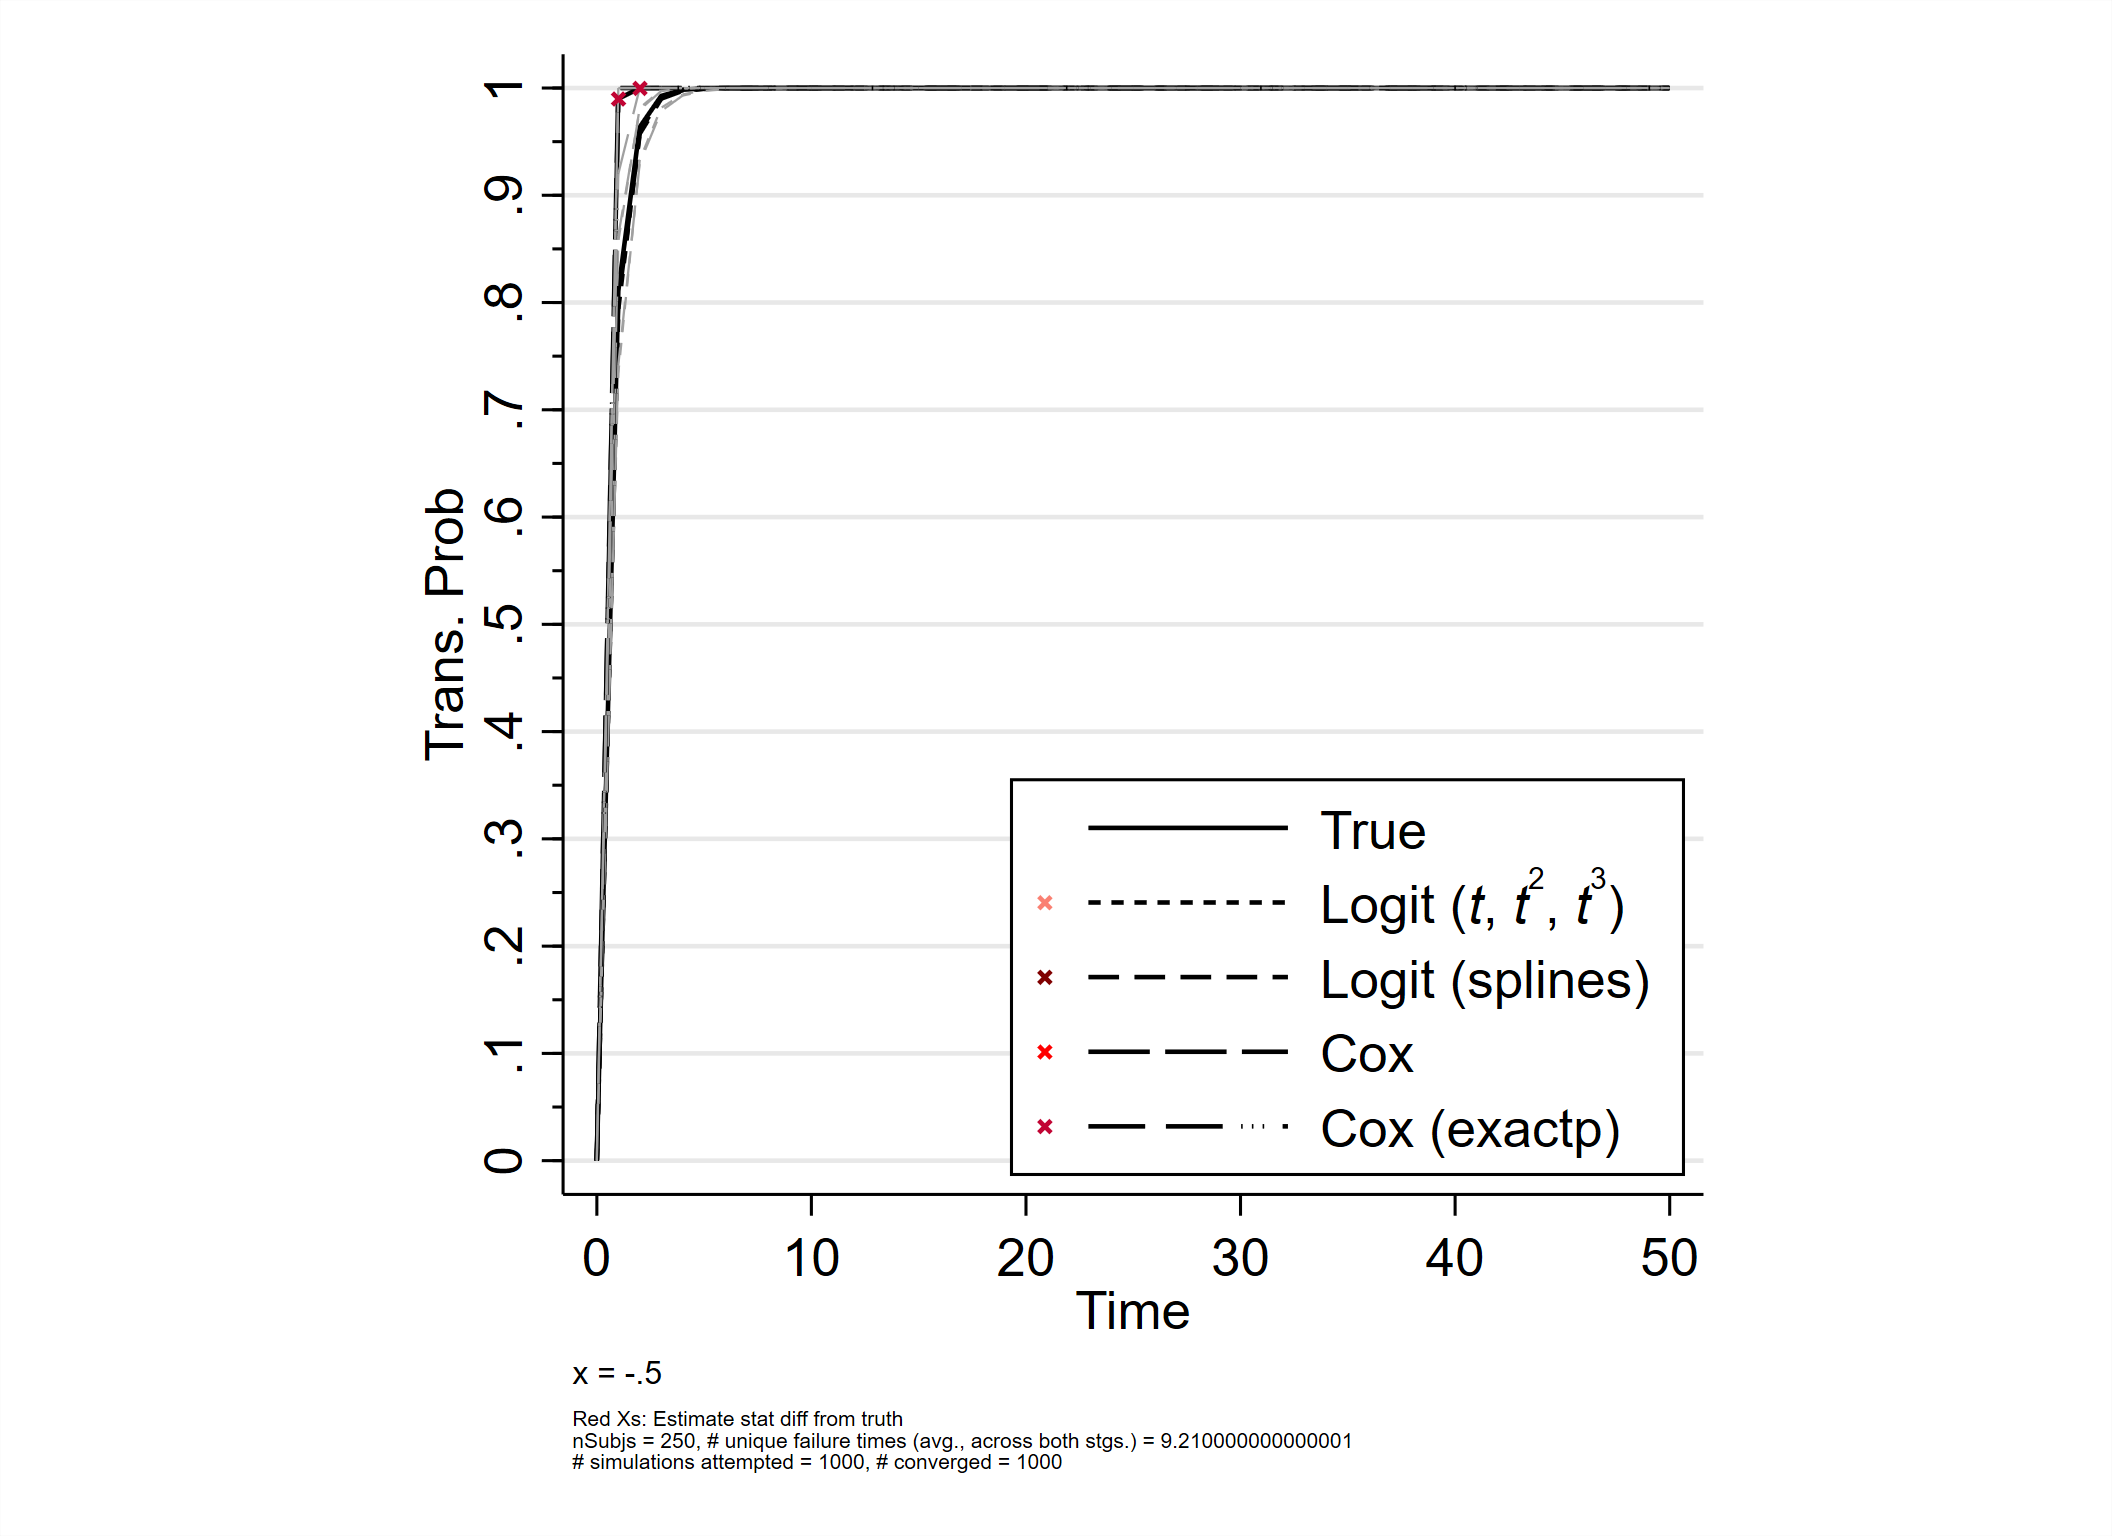 Trans. Prob
1
.9
.8
.7
.6
.5
.4
.3
.2
.1
0
True
Logit (t, t², t³)
Logit (splines)
Cox
Cox (exactp)
0 10 20 30 40 50
Time
x = -.5
Red Xs: Estimate stat diff from truth
nSubjs = 250, # unique failure times (avg., across both stgs.) = 9.210000000000001
# simulations attempted = 1000, # converged = 1000